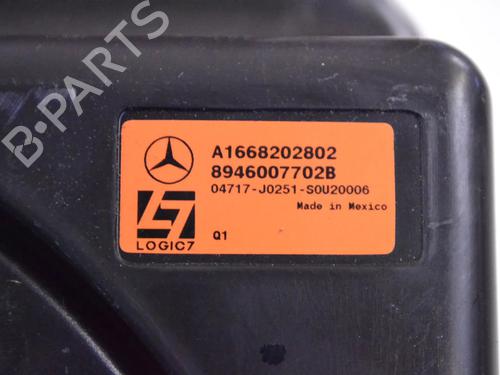 B-PARTS
A1668202802
8946007702B
04717-J0251-S0U20006
Made in Mexico
LOGIC7
Q1